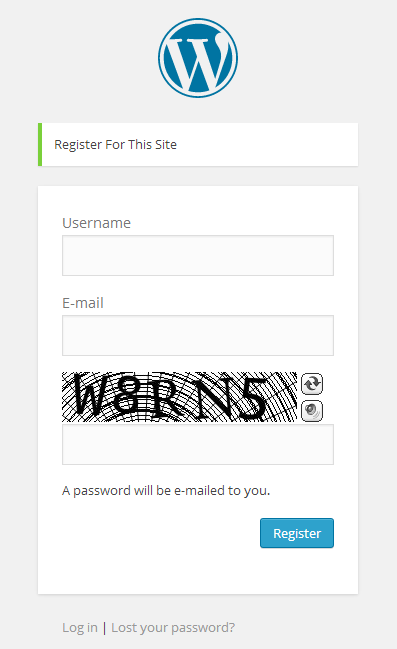 Register For This Site
Username
E-mail
W8RN5
A password will be e-mailed to you.
Register
Log in | Lost your password?